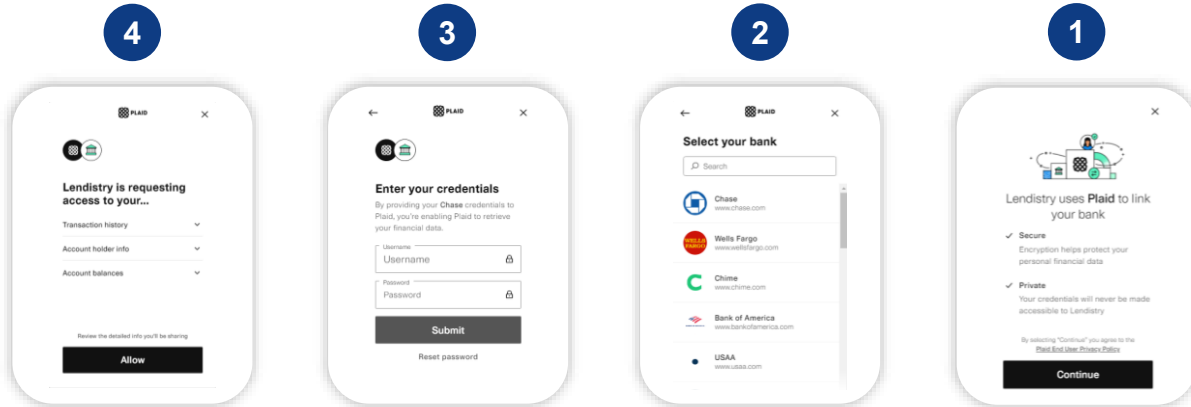 4
PLAID
Lendistry is requesting
access to your...
Transaction history
Account holder info
Account balances
Review the detailed info you'll be sharing
Allow
3
PLAID
Enter your credentials
By providing your Chase credentials to
Plaid, you're enabling Plaid to retrieve
your financial data.
Username
Username
Password
Password
Submit
Reset password
2
PLAID
Select your bank
Search
Chase
www.chase.com
WELLS
FARGO
Wells Fargo
www.wellsfargo.com
Chime
www.chime.com
Bank of America
www.bankofamerica.com
USAA
www.usaa.com
1
Lendistry uses Plaid to link
your bank
Secure
Encryption helps protect your
personal financial data
Private
Your credentials will never be made
accessible to Lendistry
By selecting "Continue" you agree to the
Plaid End User Privacy Policy
Continue